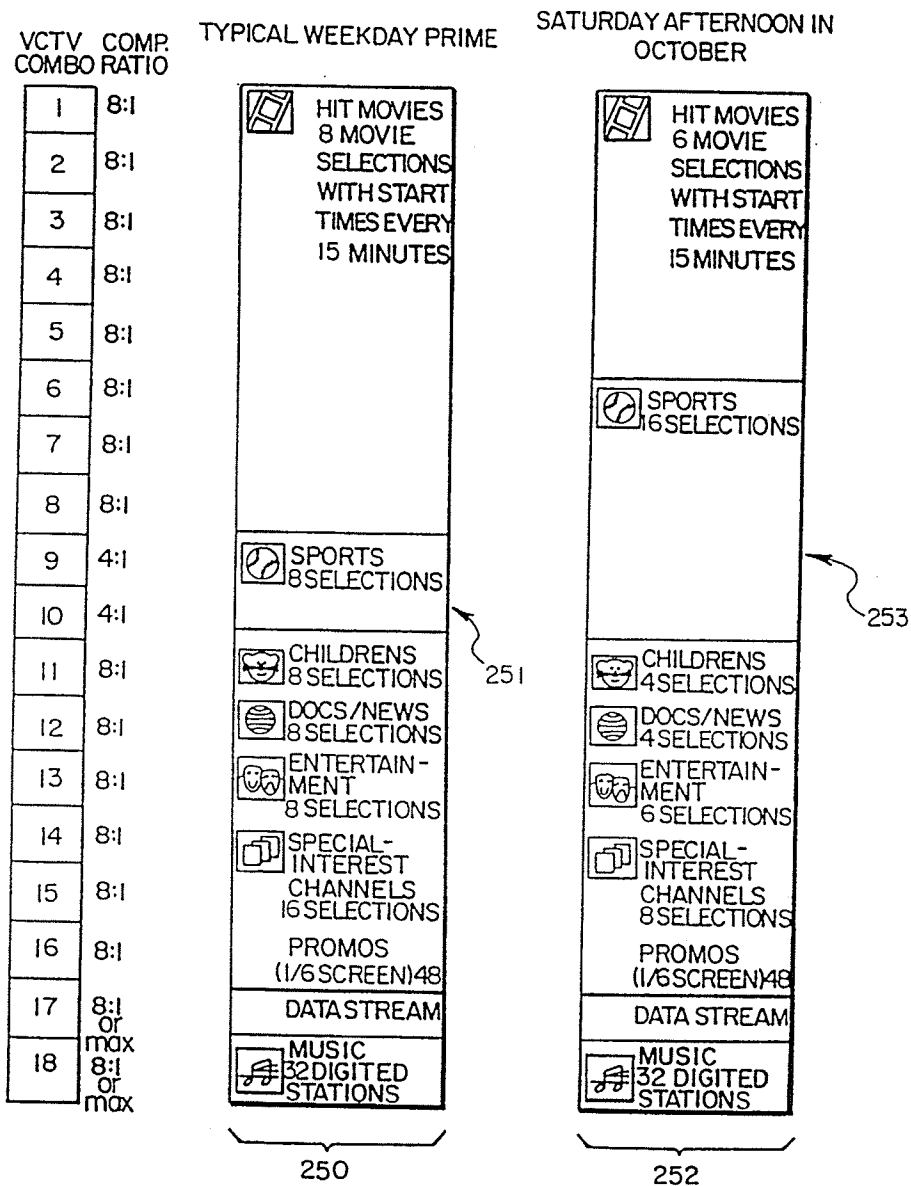 VCTV COMP.
COMBO RATIO
1 8:1
2 8:1
3 8:1
4 8:1
5 8:1
6 8:1
7 8:1
8 8:1
9 4:1
10 4:1
11 8:1
12 8:1
13 8:1
14 8:1
15 8:1
16 8:1
17 8:1
or
max
18 8:1
or
max
TYPICAL WEEKDAY PRIME
HIT MOVIES
8 MOVIE
SELECTIONS
WITH START
TIMES EVERY
15 MINUTES
SPORTS
8 SELECTIONS
251
CHILDRENS
8 SELECTIONS
DOCS/NEWS
8 SELECTIONS
ENTERTAIN-
MENT
8 SELECTIONS
SPECIAL-
INTEREST
CHANNELS
16 SELECTIONS
PROMOS
(1/6 SCREEN) 48
DATA STREAM
MUSIC
32 DIGITED
STATIONS
250
SATURDAY AFTERNOON IN
OCTOBER
HIT MOVIES
6 MOVIE
SELECTIONS
WITH START
TIMES EVERY
15 MINUTES
SPORTS
16 SELECTIONS
253
CHILDRENS
4 SELECTIONS
DOCS/NEWS
4 SELECTIONS
ENTERTAIN-
MENT
6 SELECTIONS
SPECIAL-
INTEREST
CHANNELS
8 SELECTIONS
PROMOS
(1/6 SCREEN) 48
DATA STREAM
MUSIC
32 DIGITED
STATIONS
252